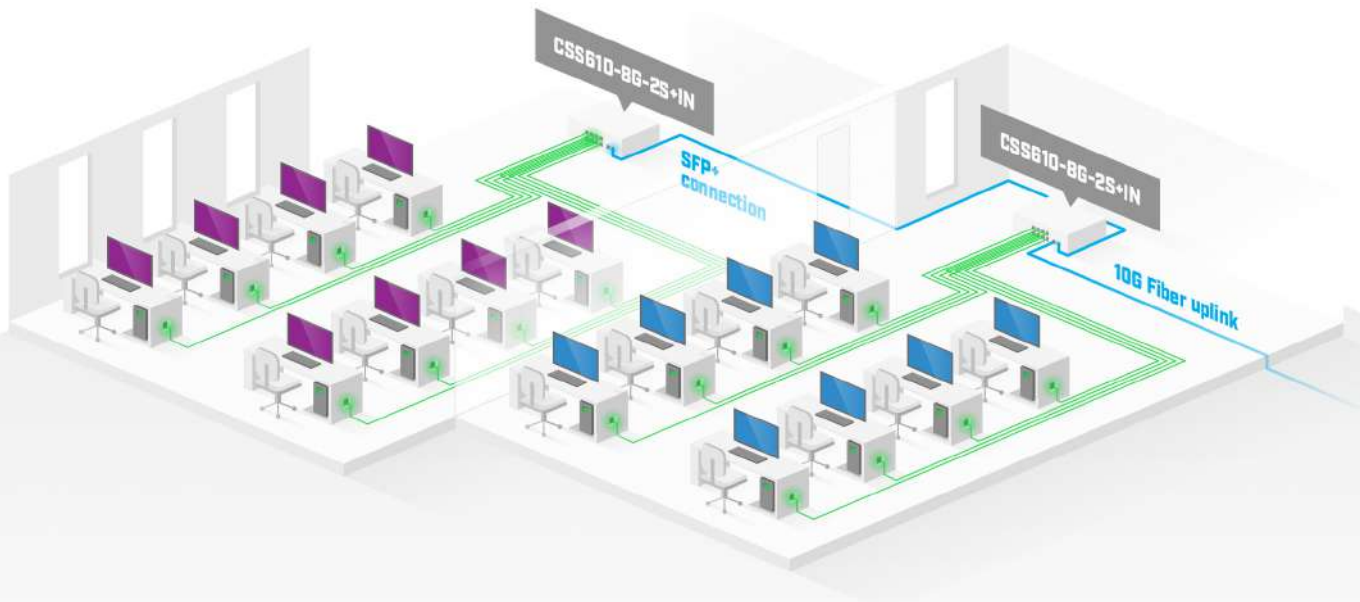 CSS610-8G-2S+IN
SFP+
connection
CSS610-8G-2S+IN
10G Fiber uplink